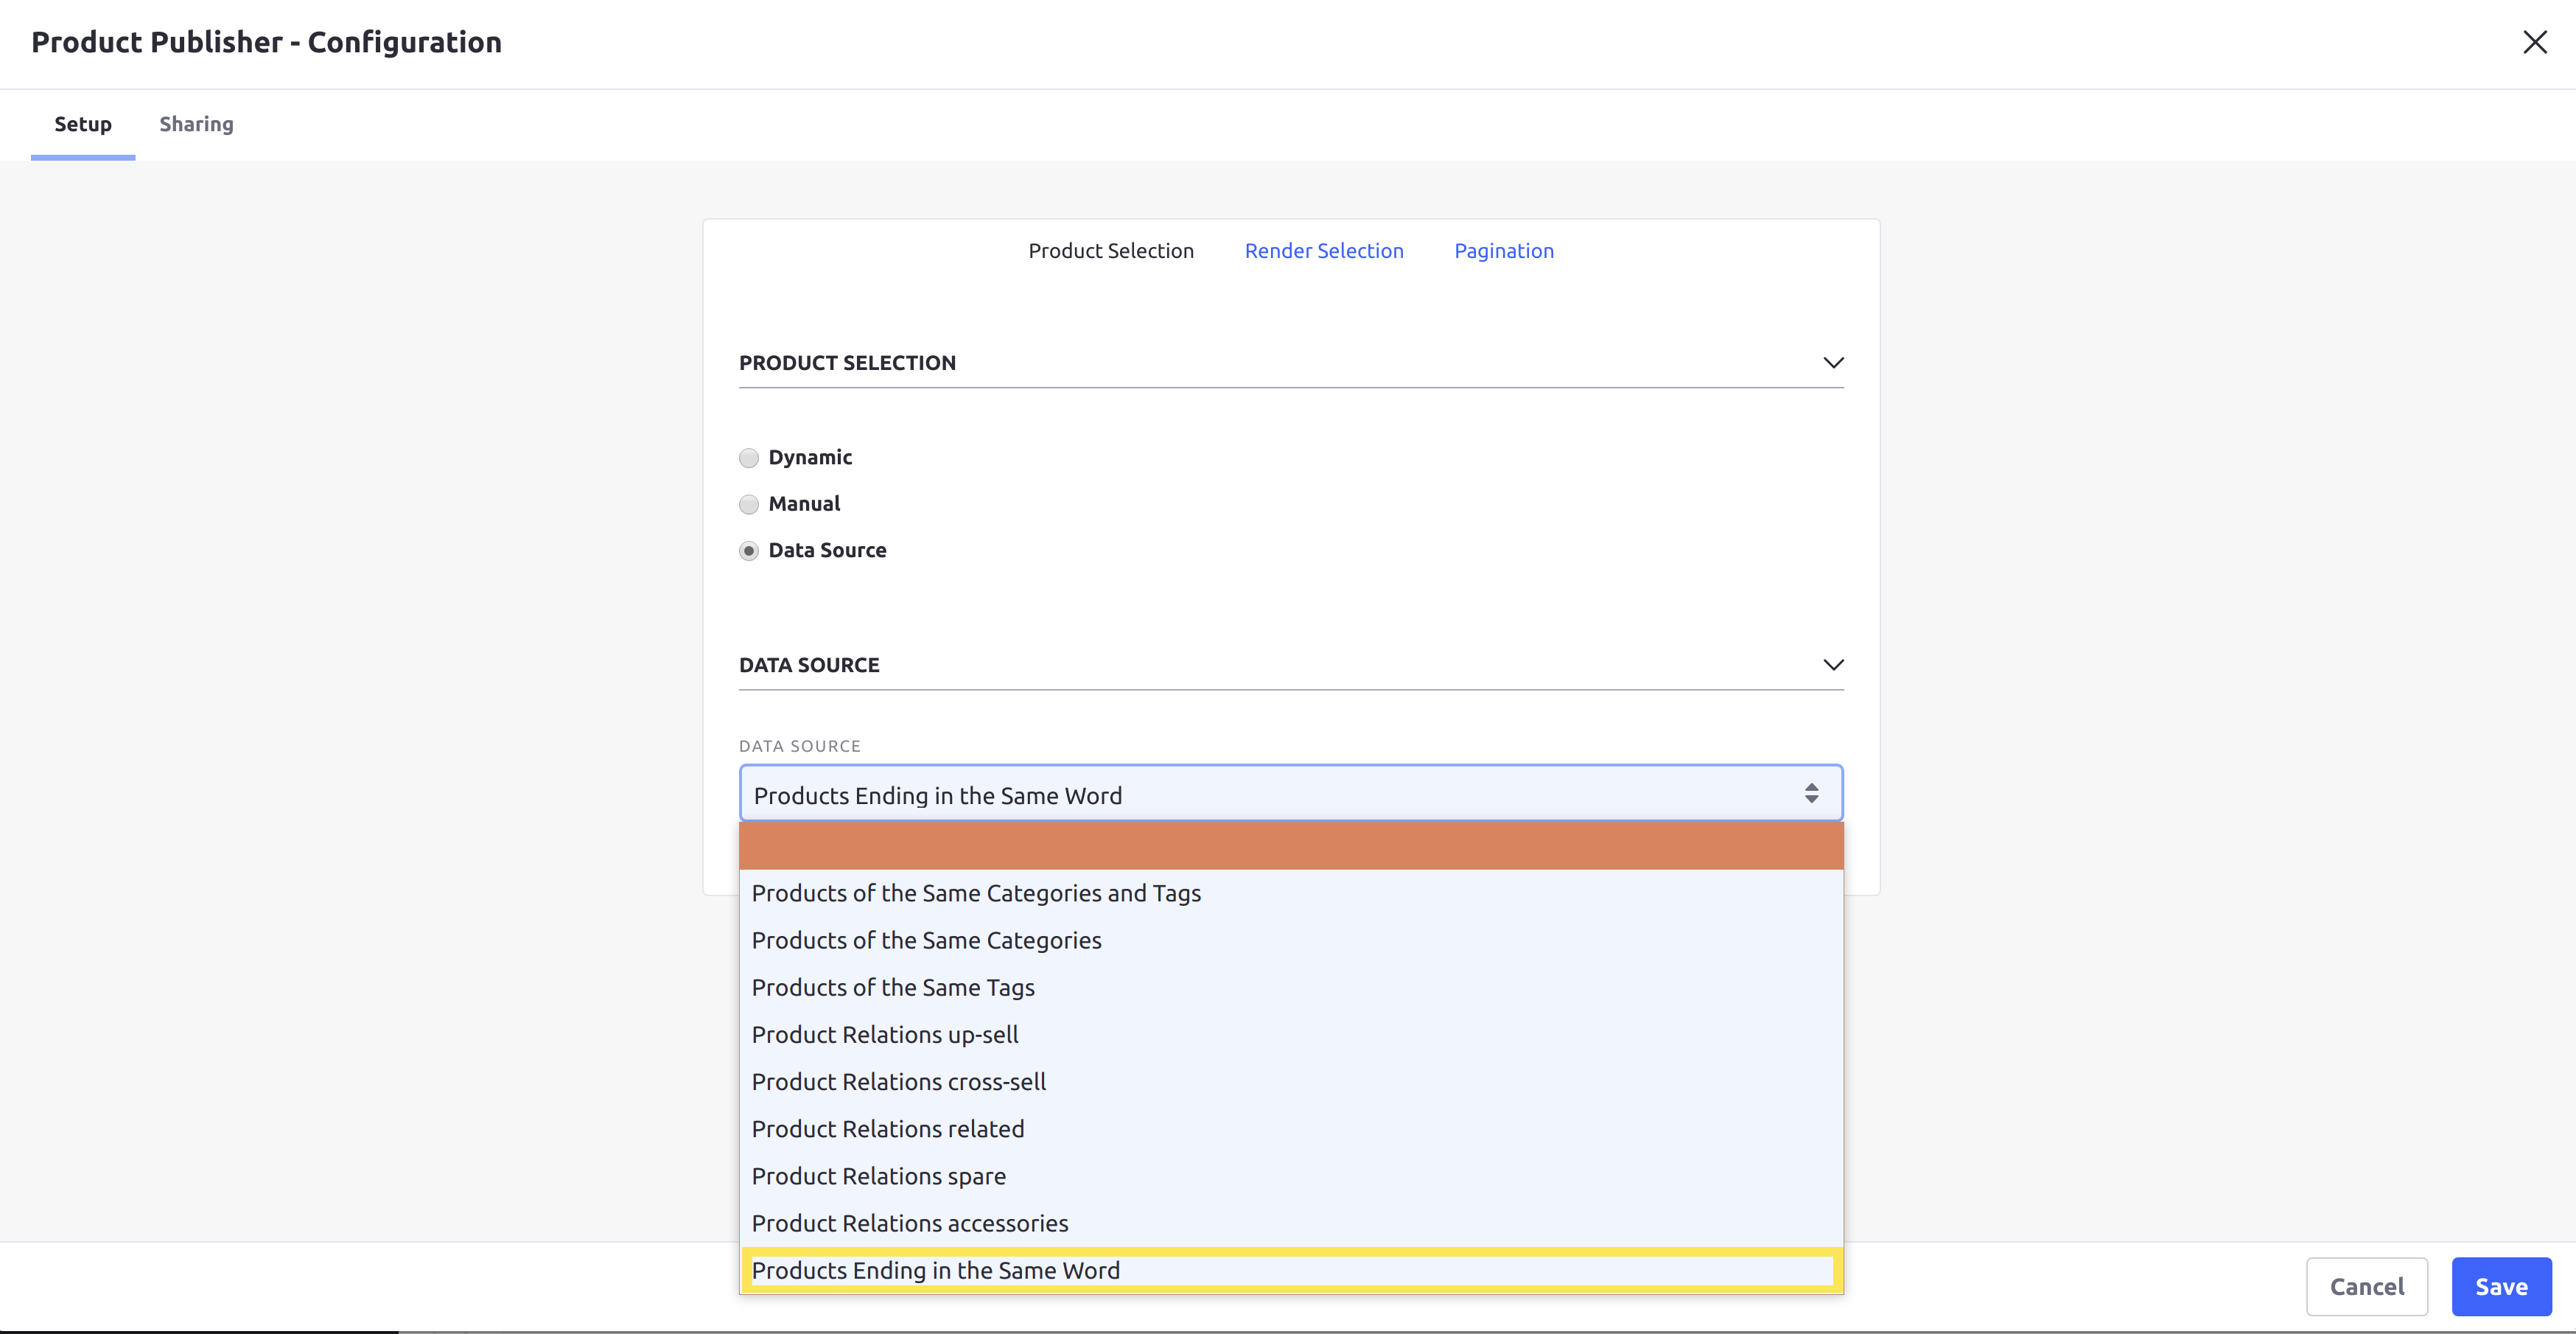 Product Publisher - Configuration
Setup Sharing
Product Selection Render Selection Pagination
PRODUCT SELECTION
Dynamic
Manual
Data Source
DATA SOURCE
DATA SOURCE
Products Ending in the Same Word
Products of the Same Categories and Tags
Products of the Same Categories
Products of the Same Tags
Product Relations up-sell
Product Relations cross-sell
Product Relations related
Product Relations spare
Product Relations accessories
Products Ending in the Same Word
Cancel Save